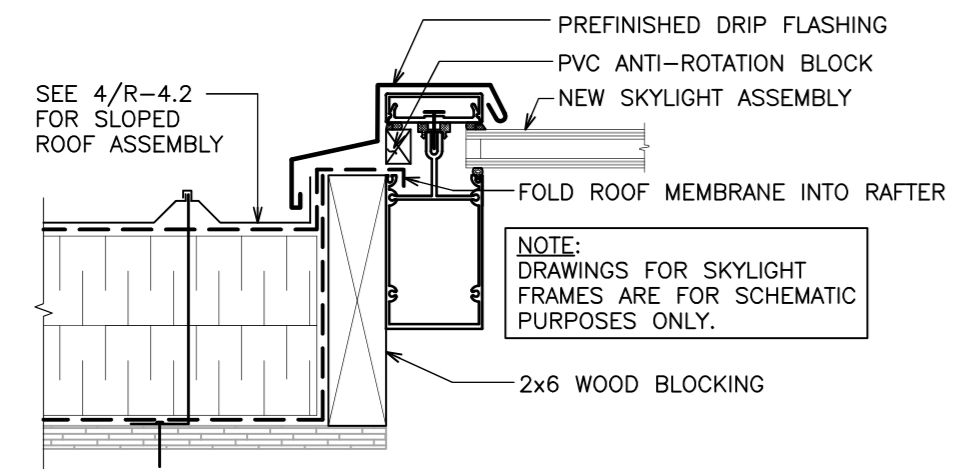 PREFINISHED DRIP FLASHING
PVC ANTI-ROTATION BLOCK
NEW SKYLIGHT ASSEMBLY
SEE 4/R-4.2
FOR SLOPED
ROOF ASSEMBLY
FOLD ROOF MEMBRANE INTO RAFTER
NOTE:
DRAWINGS FOR SKYLIGHT
FRAMES ARE FOR SCHEMATIC
PURPOSES ONLY.
2x6 WOOD BLOCKING